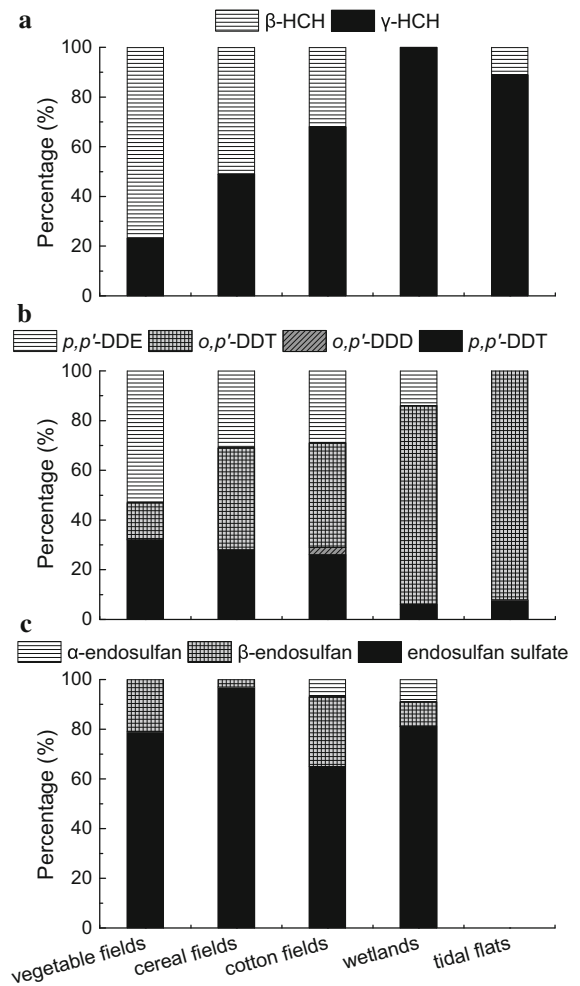 a
β-HCH γ-HCH
100
80
60
40
20
0
Percentage (%)
b
p,p'-DDE o,p'-DDT o,p'-DDD p,p'-DDT
100
80
60
40
20
0
Percentage (%)
c
α-endosulfan β-endosulfan endosulfan sulfate
100
80
60
40
20
0
Percentage (%)
vegetable fields cereal fields cotton fields wetlands tidal flats